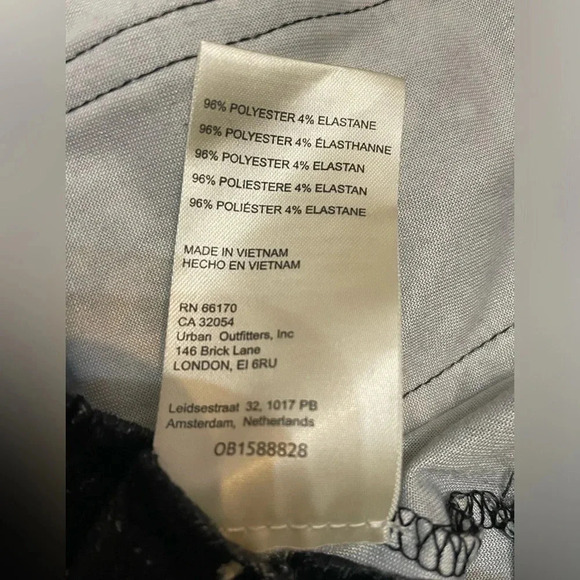 96% POLYESTER 4% ELASTANE
96% POLYESTER 4% ÉLASTHANNE
96% POLYESTER 4% ELASTAN
96% POLIESTERE 4% ELASTAN
96% POLIÉSTER 4% ELASTANE
MADE IN VIETNAM
HECHO EN VIETNAM
RN 66170
CA 32054
Urban Outfitters, Inc
146 Brick Lane
LONDON, EI 6RU
Leidsestraat 32, 1017 PB
Amsterdam, Netherlands
OB1588828